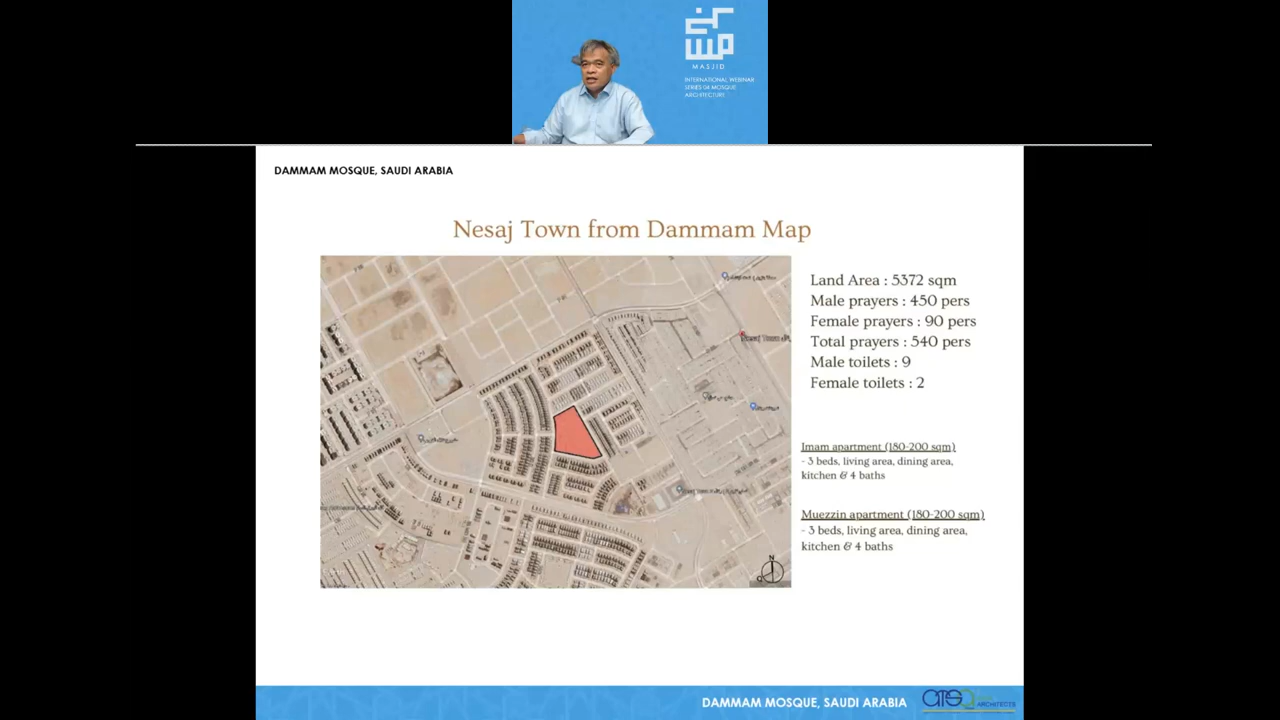 MASJID
INTERNATIONAL WEBINAR
SERIES 04 MOSQUE
ARCHITECTURE
DAMMAM MOSQUE, SAUDI ARABIA
Nesaj Town from Dammam Map
Land Area : 5372 sqm
Male prayers : 450 pers
Female prayers : 90 pers
Total prayers : 540 pers
Male toilets : 9
Female toilets : 2
Nesaj Town
Imam apartment (180-200 sqm)
- 3 beds, living area, dining area,
kitchen & 4 baths
Muezzin apartment (180-200 sqm)
- 3 beds, living area, dining area,
kitchen & 4 baths
N
DAMMAM MOSQUE, SAUDI ARABIA
ARCHITECTS